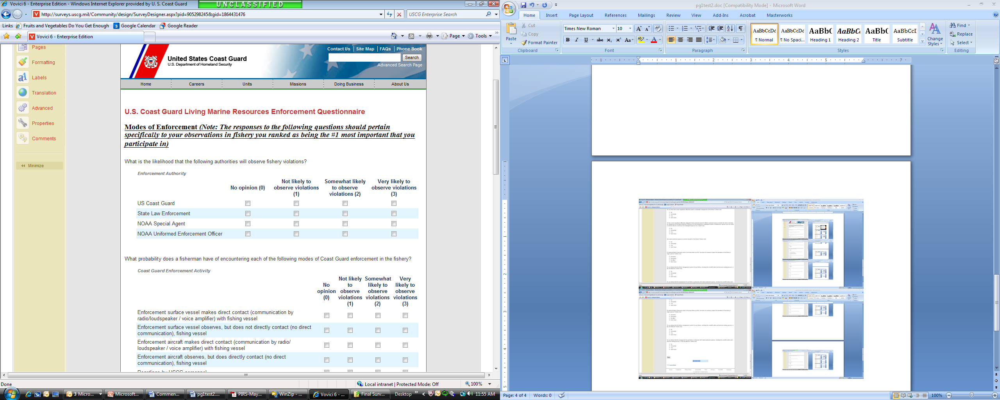 Vovici 6 - Enterprise Edition - Windows Internet Explorer provided by U. S. Coast Guard
UNCLASSIFIED
http://surveys.uscg.mil/Community/design/SurveyDesigner.aspx?pid=905298245&gid=1864431476
USCG Enterprise Search
Links Fruits and Vegetables Do You Get Enough Google Calendar Google Reader
Vovici 6 - Enterprise Edition
Page Tools
Pages
Formatting
Labels
Translation
Advanced
Properties
Comments
Minimize
Contact Us Site Map FAQs Phone Book
United States Coast Guard
U.S. Department of Homeland Security
Search
Advanced Search Page
Home Careers Units Missions Doing Business About Us
U.S. Coast Guard Living Marine Resources Enforcement Questionnaire
Modes of Enforcement (Note: The responses to the following questions should pertain
specifically to your observations in fishery you ranked as being the #1 most important that you
participate in)
What is the likelihood that the following authorities will observe fishery violations?
Enforcement Authority
No opinion (0)
Not likely to
observe violations
(1)
Somewhat likely
to observe
violations (2)
Very likely to
observe violations
(3)
US Coast Guard
State Law Enforcement
NOAA Special Agent
NOAA Uniformed Enforcement Officer
What probability does a fisherman have of encountering each of the following modes of Coast Guard enforcement in the fishery?
Coast Guard Enforcement Activity
No
opinion
(0)
Not likely
to
observe
violations
(1)
Somewhat
likely to
observe
violations
(2)
Very
likely to
observe
violations
(3)
Enforcement surface vessel makes direct contact (communication by
radio/loudspeaker / voice amplifier) with fishing vessel
Enforcement surface vessel observes, but does not directly contact (no direct
communication), fishing vessel
Enforcement aircraft makes direct contact (communication by radio/
loudspeaker / voice amplifier) with fishing vessel
Enforcement aircraft observes, but does directly contact (no direct
communication), fishing vessel
Done
Local intranet | Protected Mode: Off
100%
3 Micro...
Microsoft...
Commen...
pg1test2....
PIRS-May...
WinZip - ...
Vovici 6 - ...
Final Surv...
Desktop
11:55 AM
pg1test2.doc [Compatibility Mode] - Microsoft Word
Home Insert Page Layout References Mailings Review View Add-Ins Acrobat Masterworks
Paste
Cut
Copy
Format Painter
Clipboard
Times New Roman 10
Font
Paragraph
AaBbCcDd
¶ Normal
AaBbCcDd
¶ No Spaci...
AaBbC
Heading 1
AaBbCc
Heading 2
AaBbC
Title
AaBbCcI
Subtitle
Change
Styles
Styles
Find
Replace
Select
Editing
Page: 4 of 4 Words: 0
100%